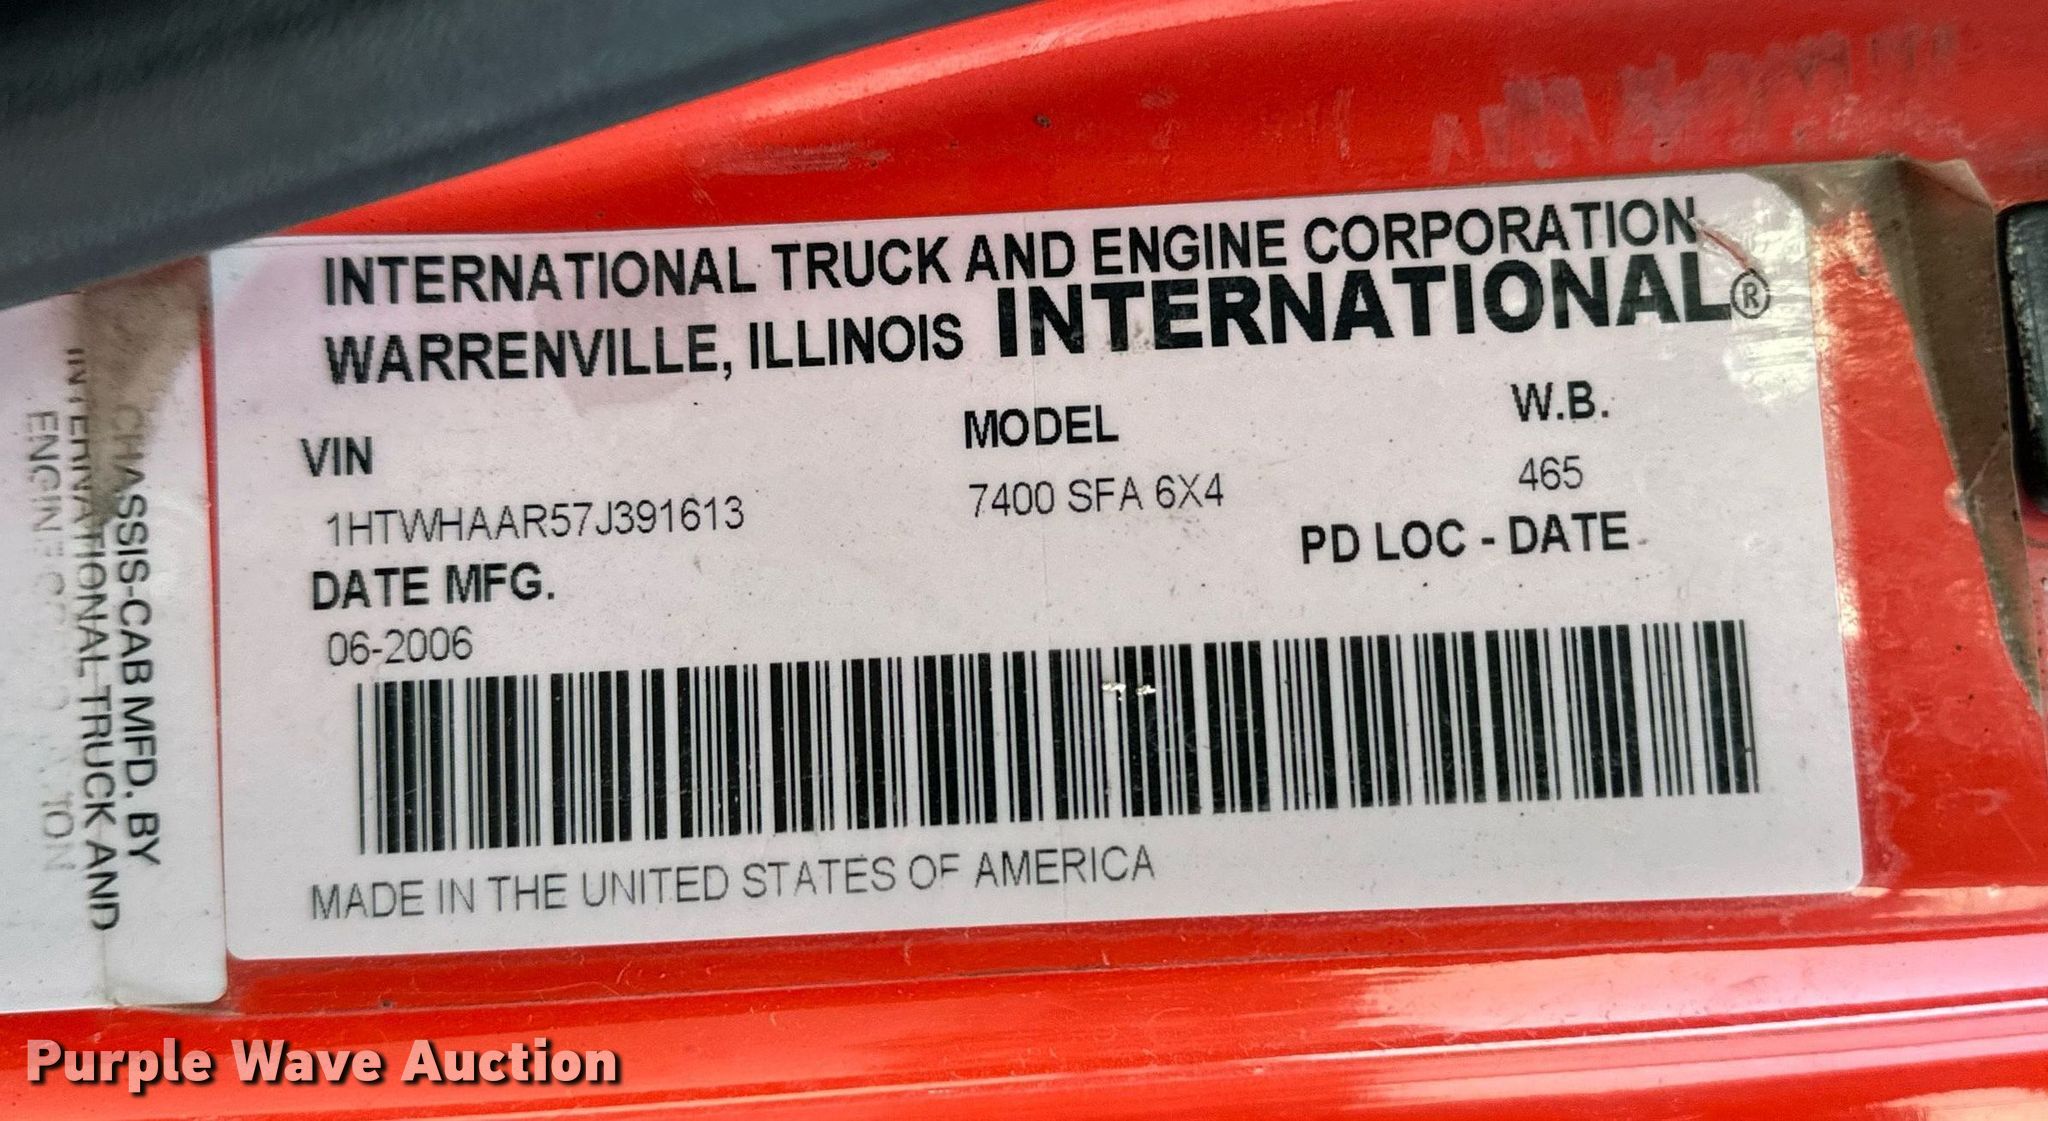 INTERNATIONAL TRUCK AND ENGINE CORPORATION
WARRENVILLE, ILLINOIS INTERNATIONAL®
VIN MODEL W.B.
1HTWHAAR57J391613 7400 SFA 6X4 465
DATE MFG. PD LOC - DATE
06-2006
MADE IN THE UNITED STATES OF AMERICA
CHASSIS-CAB MFD. BY
INTERNATIONAL TRUCK AND
ENGINE
Purple Wave Auction